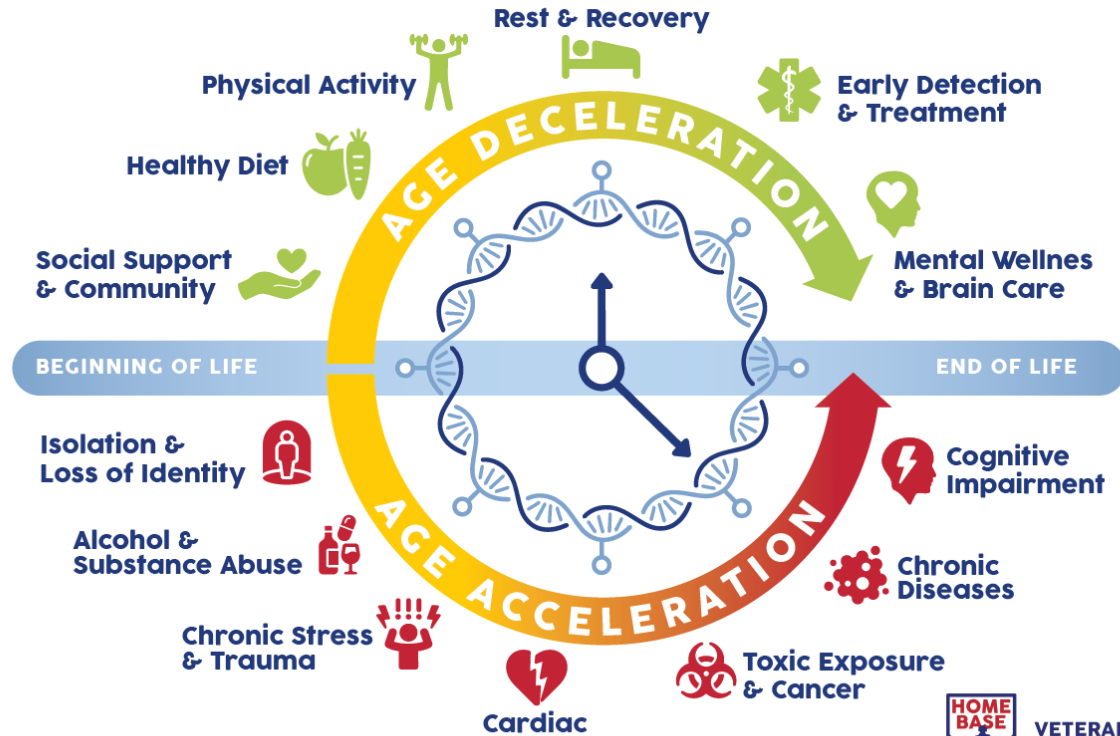 Rest & Recovery
Physical Activity
Early Detection
& Treatment
Healthy Diet
AGE DECELERATION
Social Support
& Community
Mental Wellnes
& Brain Care
BEGINNING OF LIFE
END OF LIFE
Isolation &
Loss of Identity
Cognitive
Impairment
Alcohol &
Substance Abuse
AGE ACCELERATION
Chronic
Diseases
Chronic Stress
& Trauma
!!!
Toxic Exposure
& Cancer
Cardiac
HOME
BASE